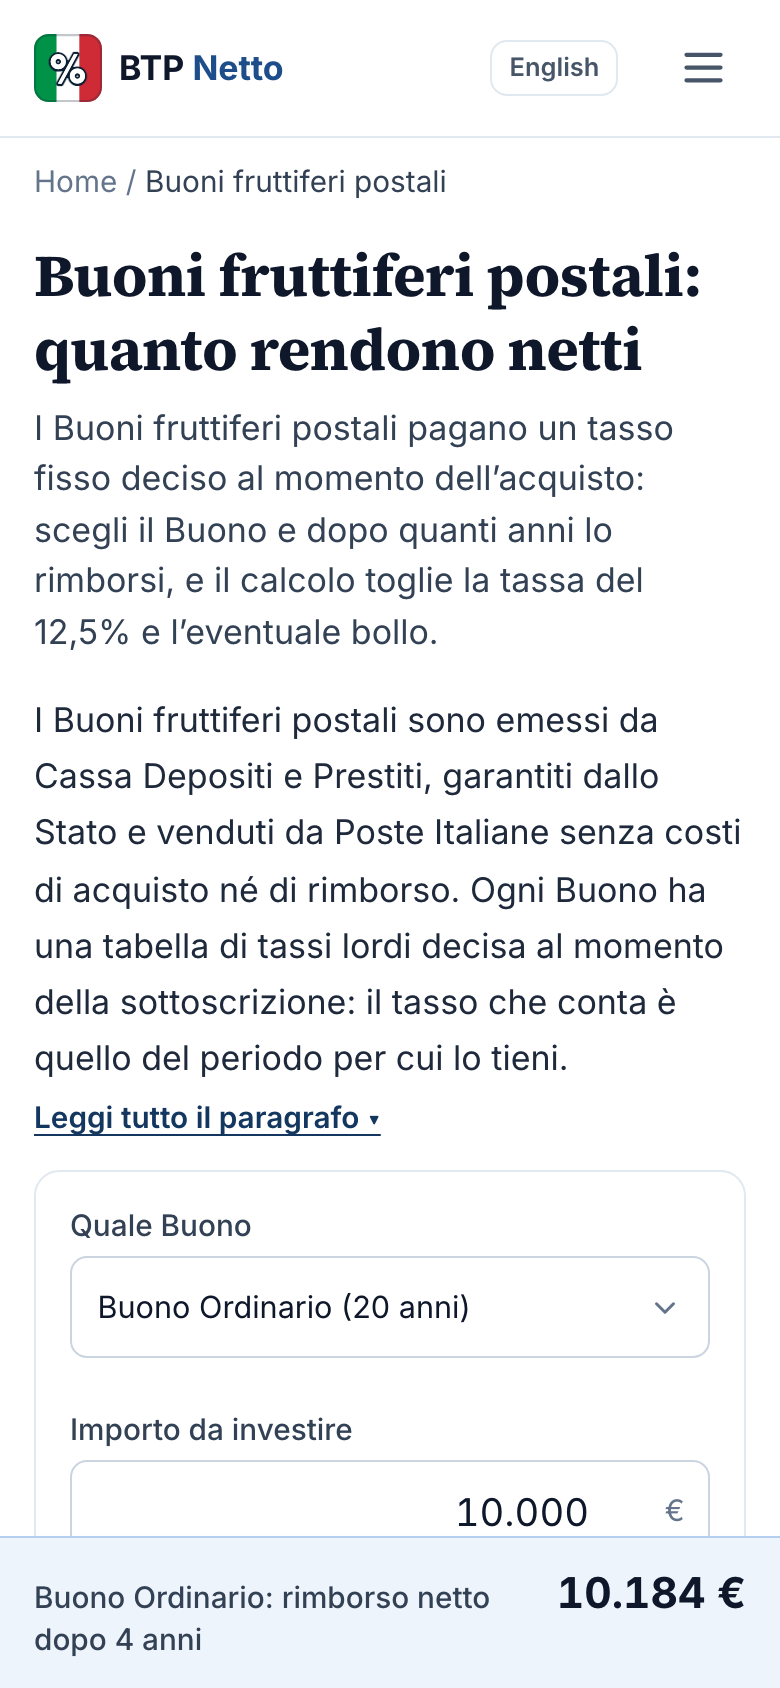 %
BTP Netto
English
Home / Buoni fruttiferi postali
Buoni fruttiferi postali:
quanto rendono netti
I Buoni fruttiferi postali pagano un tasso
fisso deciso al momento dell’acquisto:
scegli il Buono e dopo quanti anni lo
rimborsi, e il calcolo toglie la tassa del
12,5% e l’eventuale bollo.
I Buoni fruttiferi postali sono emessi da
Cassa Depositi e Prestiti, garantiti dallo
Stato e venduti da Poste Italiane senza costi
di acquisto né di rimborso. Ogni Buono ha
una tabella di tassi lordi decisa al momento
della sottoscrizione: il tasso che conta è
quello del periodo per cui lo tieni.
Leggi tutto il paragrafo ▾
Quale Buono
Buono Ordinario (20 anni)
Importo da investire
10.000 €
Buono Ordinario: rimborso netto
dopo 4 anni
10.184 €